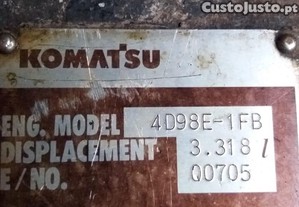 CustoJusto.pt
KOMATSU
ENG. MODEL 4D98E-1FB
DISPLACEMENT 3.318 l
E/NO. 00705